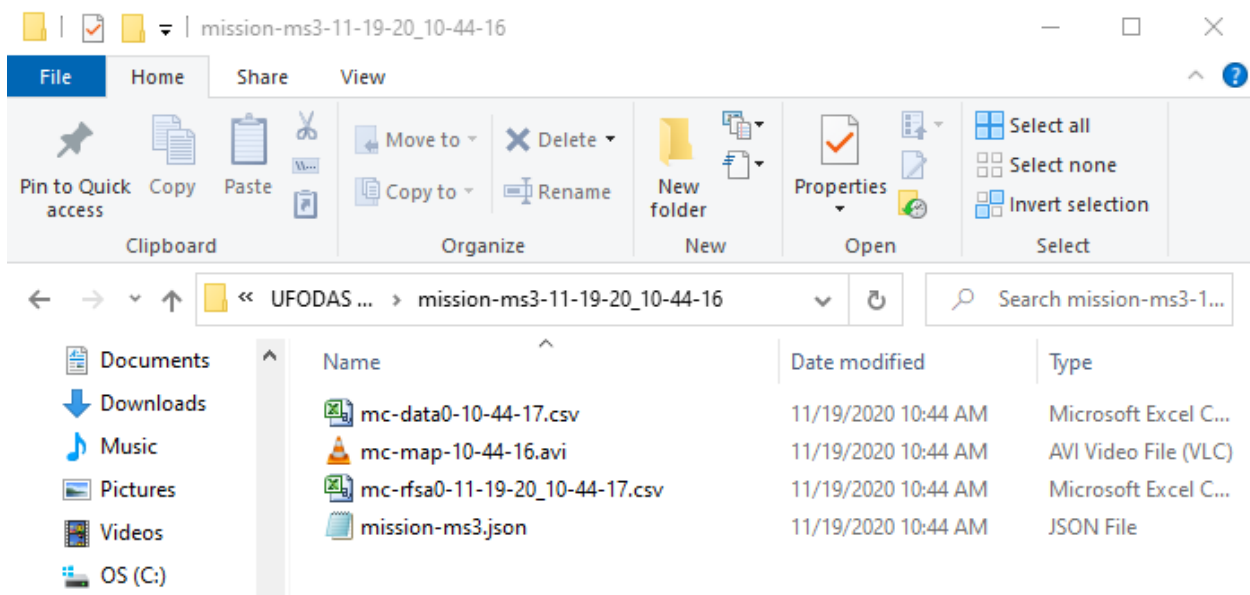 mission-ms3-11-19-20_10-44-16
File Home Share View
Pin to Quick access
Copy
Paste
Move to
Copy to
Delete
Rename
New folder
Properties
Select all
Select none
Invert selection
Clipboard Organize New Open Select
« UFODAS ... › mission-ms3-11-19-20_10-44-16
Search mission-ms3-1...
Documents
Downloads
Music
Pictures
Videos
OS (C:)
Name Date modified Type
mc-data0-10-44-17.csv 11/19/2020 10:44 AM Microsoft Excel C...
mc-map-10-44-16.avi 11/19/2020 10:44 AM AVI Video File (VLC)
mc-rfsa0-11-19-20_10-44-17.csv 11/19/2020 10:44 AM Microsoft Excel C...
mission-ms3.json 11/19/2020 10:44 AM JSON File